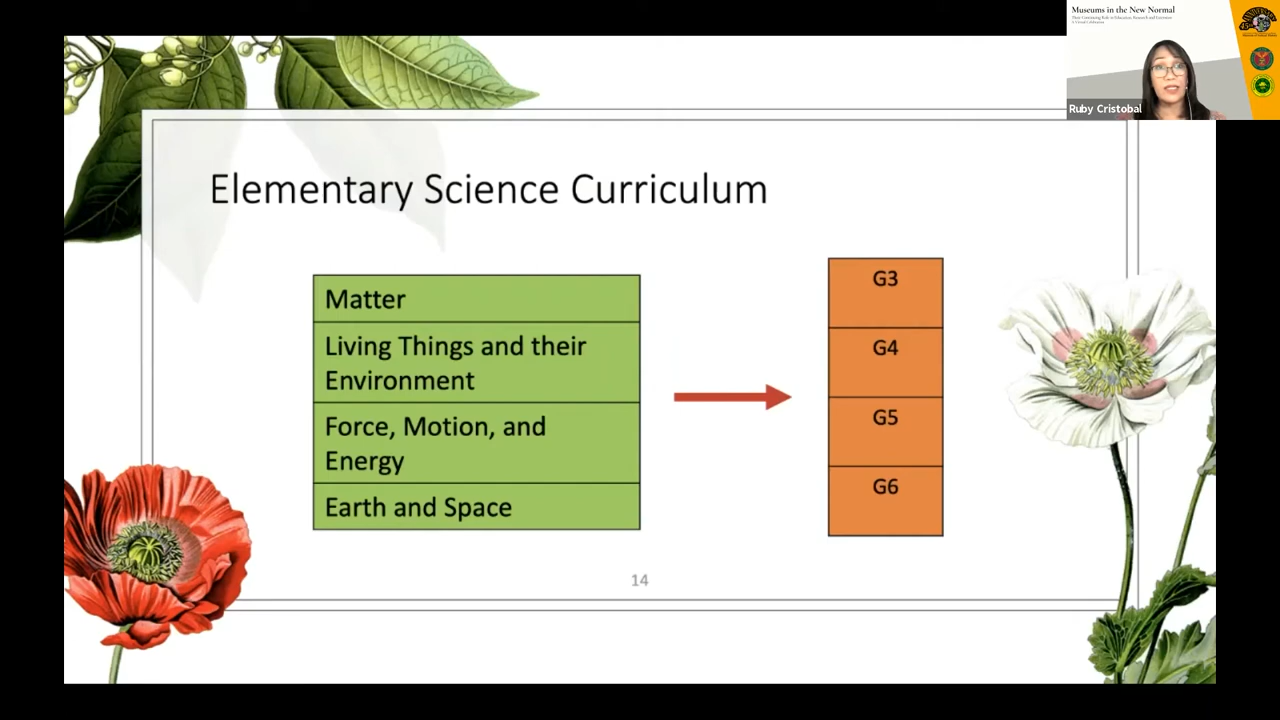 Museums in the New Normal
Ruby Cristobal
Elementary Science Curriculum
Matter
Living Things and their
Environment
Force, Motion, and
Energy
Earth and Space
G3
G4
G5
G6
14